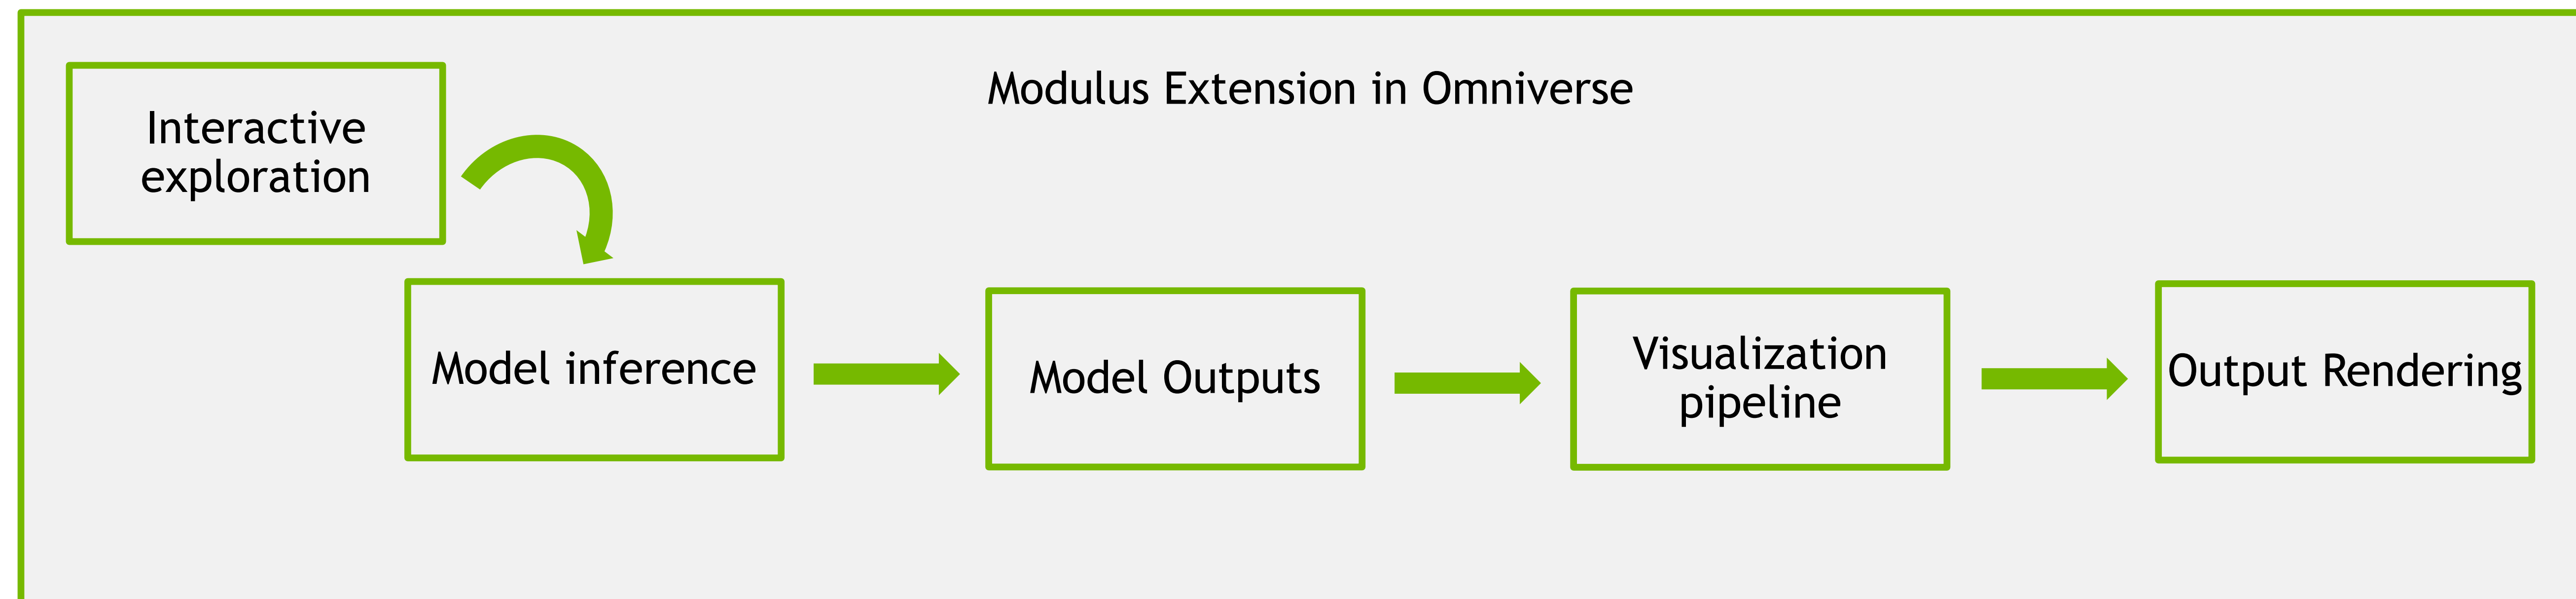 Modulus Extension in Omniverse
Interactive
exploration
Model inference
Model Outputs
Visualization
pipeline
Output Rendering